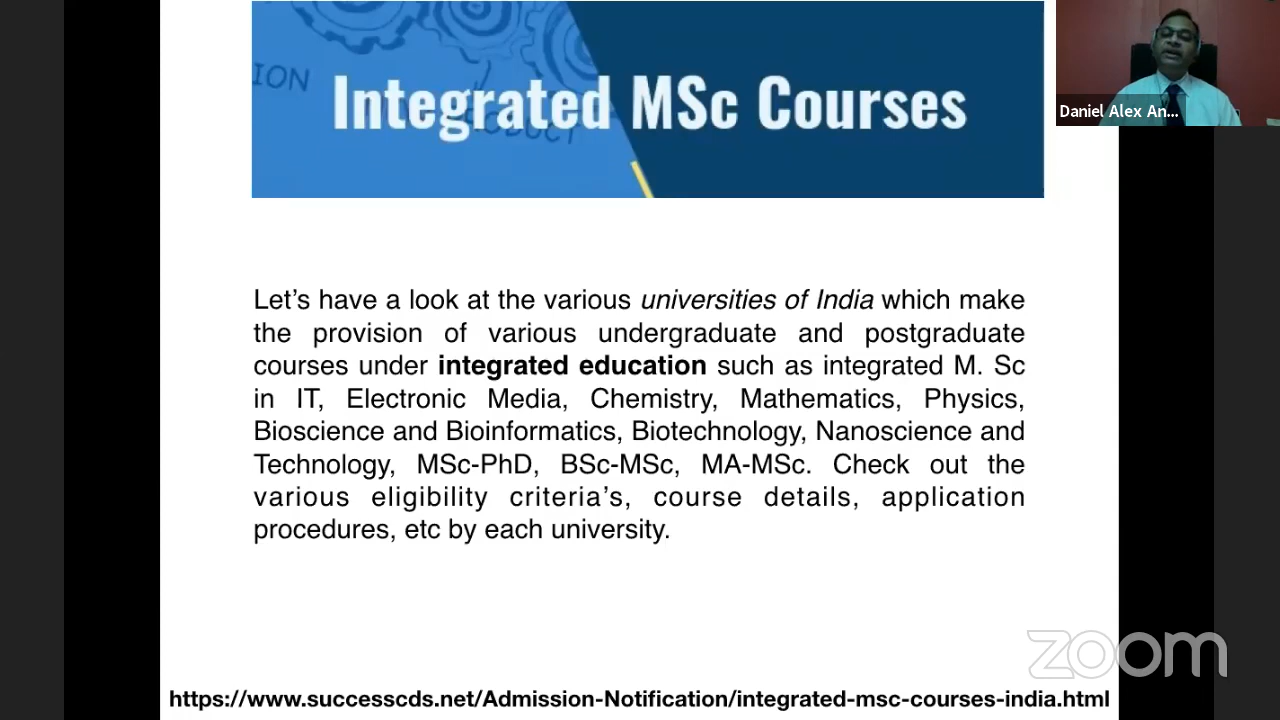 ION
Integrated MSc Courses
Daniel Alex An...
Let’s have a look at the various universities of India which make
the provision of various undergraduate and postgraduate
courses under integrated education such as integrated M. Sc
in IT, Electronic Media, Chemistry, Mathematics, Physics,
Bioscience and Bioinformatics, Biotechnology, Nanoscience and
Technology, MSc-PhD, BSc-MSc, MA-MSc. Check out the
various eligibility criteria’s, course details, application
procedures, etc by each university.
zoom
https://www.successcds.net/Admission-Notification/integrated-msc-courses-india.html